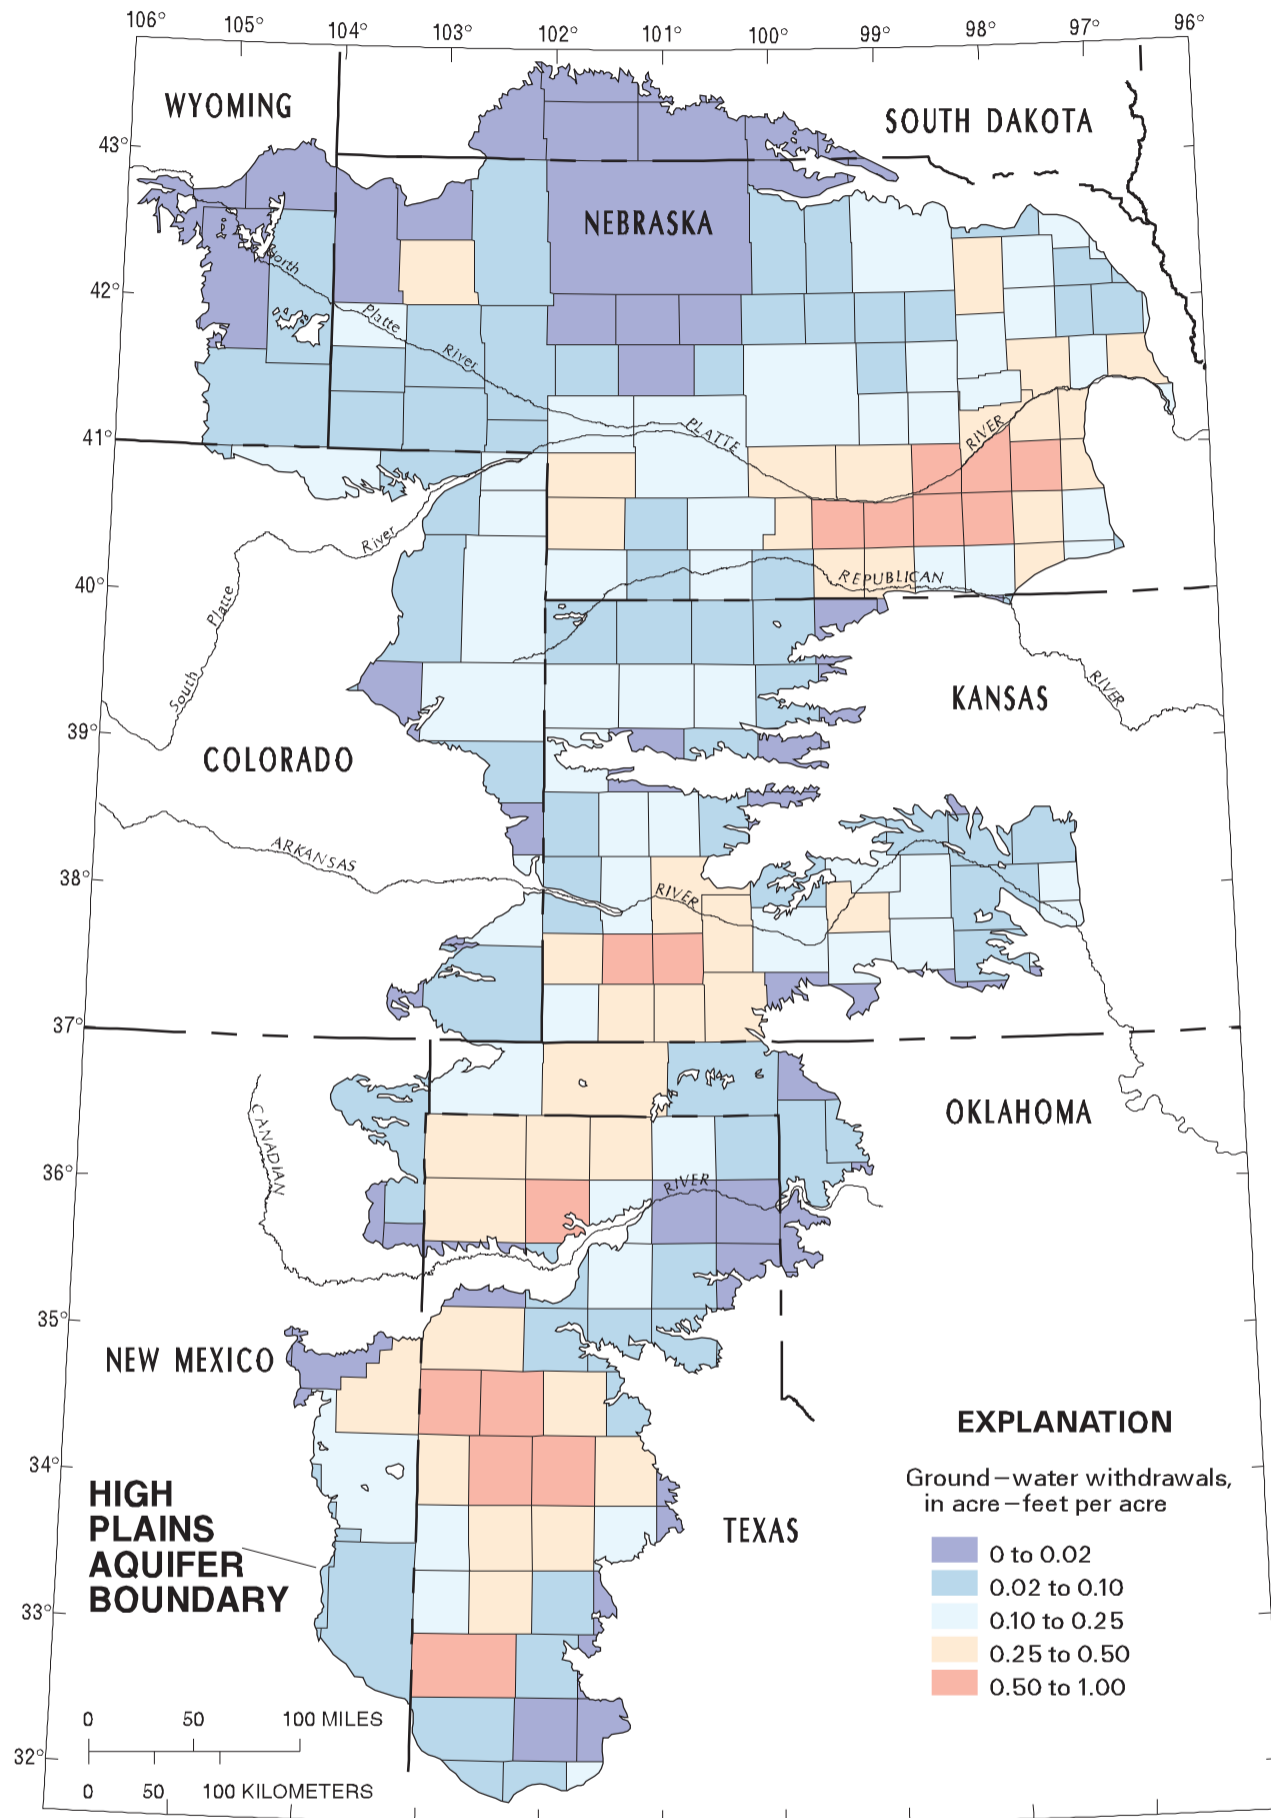 106° 105° 104° 103° 102° 101° 100° 99° 98° 97° 96°
WYOMING
SOUTH DAKOTA
43°
NEBRASKA
North
42°
Platte
River
PLATTE
RIVER
41°
River
REPUBLICAN
40°
Platte
South
RIVER
KANSAS
39°
COLORADO
ARKANSAS
38°
RIVER
37°
CANADIAN
OKLAHOMA
36°
RIVER
35°
NEW MEXICO
34°
HIGH
PLAINS
AQUIFER
BOUNDARY
TEXAS
33°
32°
EXPLANATION
Ground–water withdrawals,
in acre–feet per acre
0 to 0.02
0.02 to 0.10
0.10 to 0.25
0.25 to 0.50
0.50 to 1.00
0 50 100 MILES
0 50 100 KILOMETERS